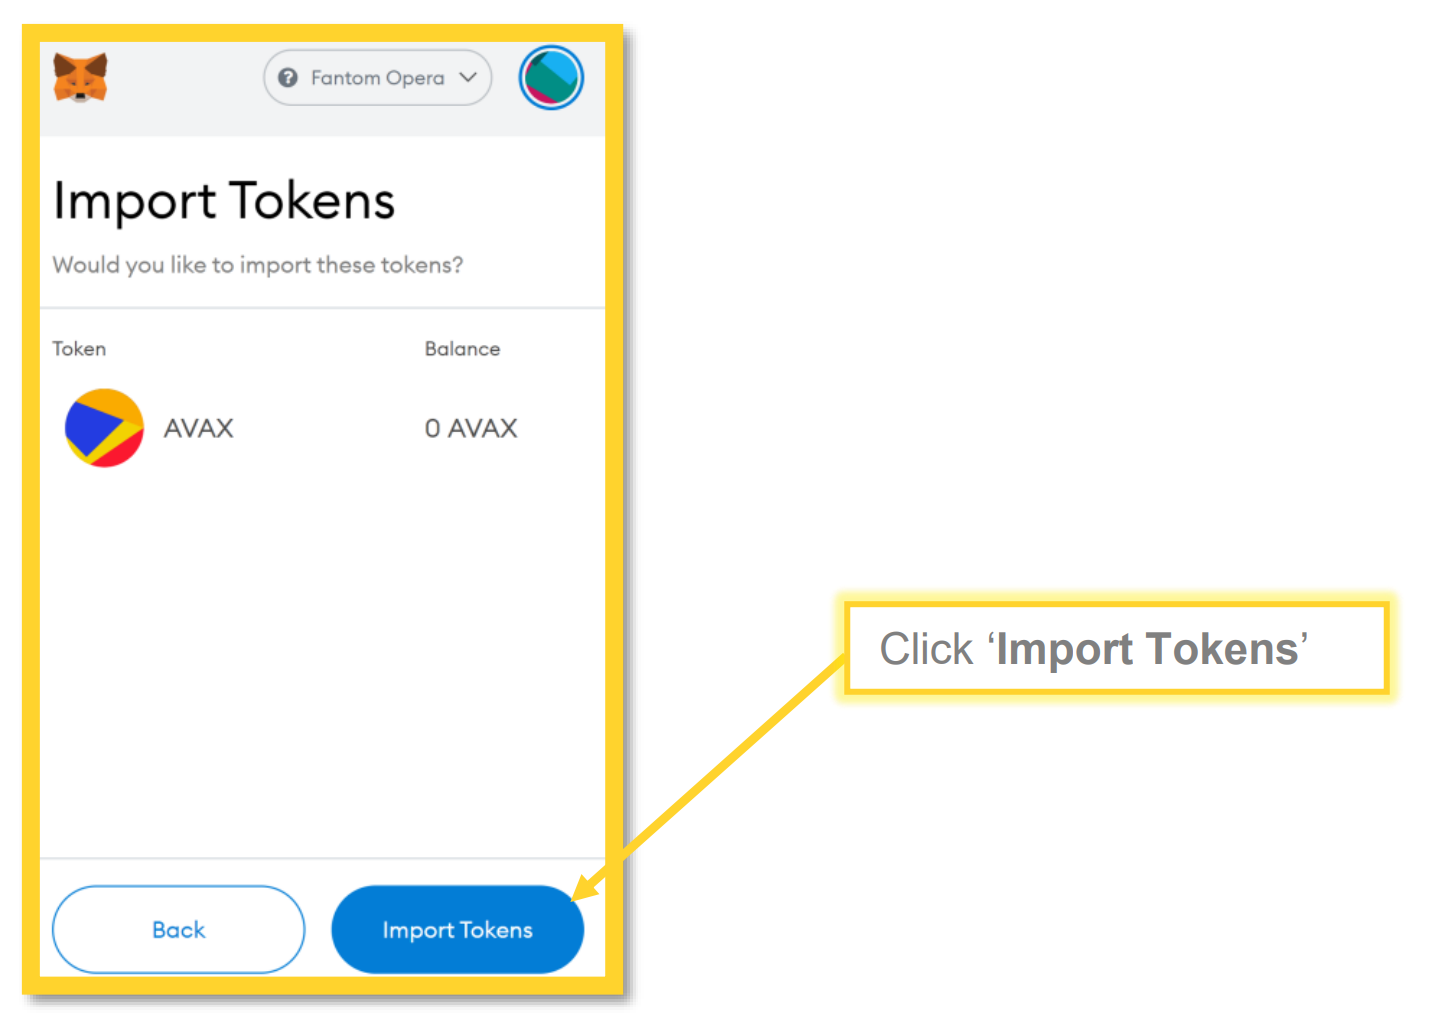 Fantom Opera
Import Tokens
Would you like to import these tokens?
Token Balance
AVAX 0 AVAX
Click ‘Import Tokens’
Back Import Tokens